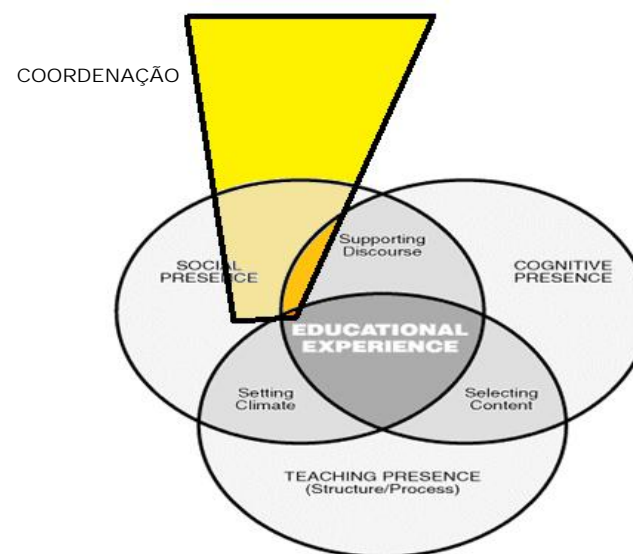 COORDENAÇÃO
Supporting
Discourse
SOCIAL
PRESENCE
COGNITIVE
PRESENCE
EDUCATIONAL
EXPERIENCE
Setting
Climate
Selecting
Content
TEACHING PRESENCE
(Structure/Process)